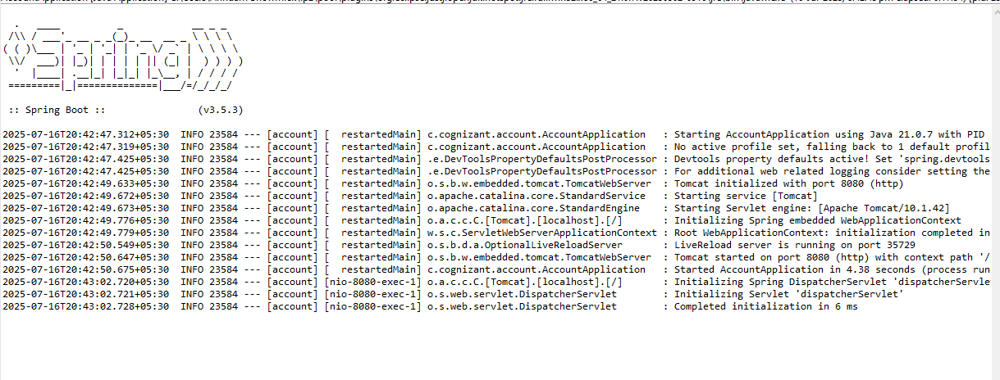 :: Spring Boot ::                (v3.5.3)
2025-07-16T20:42:47.312+05:30  INFO 23584 --- [account] [  restartedMain] c.cognizant.account.AccountApplication   : Starting AccountApplication using Java 21.0.7 with PID
2025-07-16T20:42:47.319+05:30  INFO 23584 --- [account] [  restartedMain] c.cognizant.account.AccountApplication   : No active profile set, falling back to 1 default profil
2025-07-16T20:42:47.425+05:30  INFO 23584 --- [account] [  restartedMain] .e.DevToolsPropertyDefaultsPostProcessor : Devtools property defaults active! Set 'spring.devtools
2025-07-16T20:42:47.425+05:30  INFO 23584 --- [account] [  restartedMain] .e.DevToolsPropertyDefaultsPostProcessor : For additional web related logging consider setting the
2025-07-16T20:42:49.633+05:30  INFO 23584 --- [account] [  restartedMain] o.s.b.w.embedded.tomcat.TomcatWebServer  : Tomcat initialized with port 8080 (http)
2025-07-16T20:42:49.672+05:30  INFO 23584 --- [account] [  restartedMain] o.apache.catalina.core.StandardService   : Starting service [Tomcat]
2025-07-16T20:42:49.673+05:30  INFO 23584 --- [account] [  restartedMain] o.apache.catalina.core.StandardEngine    : Starting Servlet engine: [Apache Tomcat/10.1.42]
2025-07-16T20:42:49.776+05:30  INFO 23584 --- [account] [  restartedMain] o.a.c.c.C.[Tomcat].[localhost].[/]       : Initializing Spring embedded WebApplicationContext
2025-07-16T20:42:49.779+05:30  INFO 23584 --- [account] [  restartedMain] w.s.c.ServletWebServerApplicationContext : Root WebApplicationContext: initialization completed in
2025-07-16T20:42:50.549+05:30  INFO 23584 --- [account] [  restartedMain] o.s.b.d.a.OptionalLiveReloadServer       : LiveReload server is running on port 35729
2025-07-16T20:42:50.647+05:30  INFO 23584 --- [account] [  restartedMain] o.s.b.w.embedded.tomcat.TomcatWebServer  : Tomcat started on port 8080 (http) with context path '/
2025-07-16T20:42:50.675+05:30  INFO 23584 --- [account] [  restartedMain] c.cognizant.account.AccountApplication   : Started AccountApplication in 4.38 seconds (process run
2025-07-16T20:43:02.720+05:30  INFO 23584 --- [account] [nio-8080-exec-1] o.a.c.c.C.[Tomcat].[localhost].[/]       : Initializing Spring DispatcherServlet 'dispatcherServle
2025-07-16T20:43:02.721+05:30  INFO 23584 --- [account] [nio-8080-exec-1] o.s.web.servlet.DispatcherServlet        : Initializing Servlet 'dispatcherServlet'
2025-07-16T20:43:02.728+05:30  INFO 23584 --- [account] [nio-8080-exec-1] o.s.web.servlet.DispatcherServlet        : Completed initialization in 6 ms